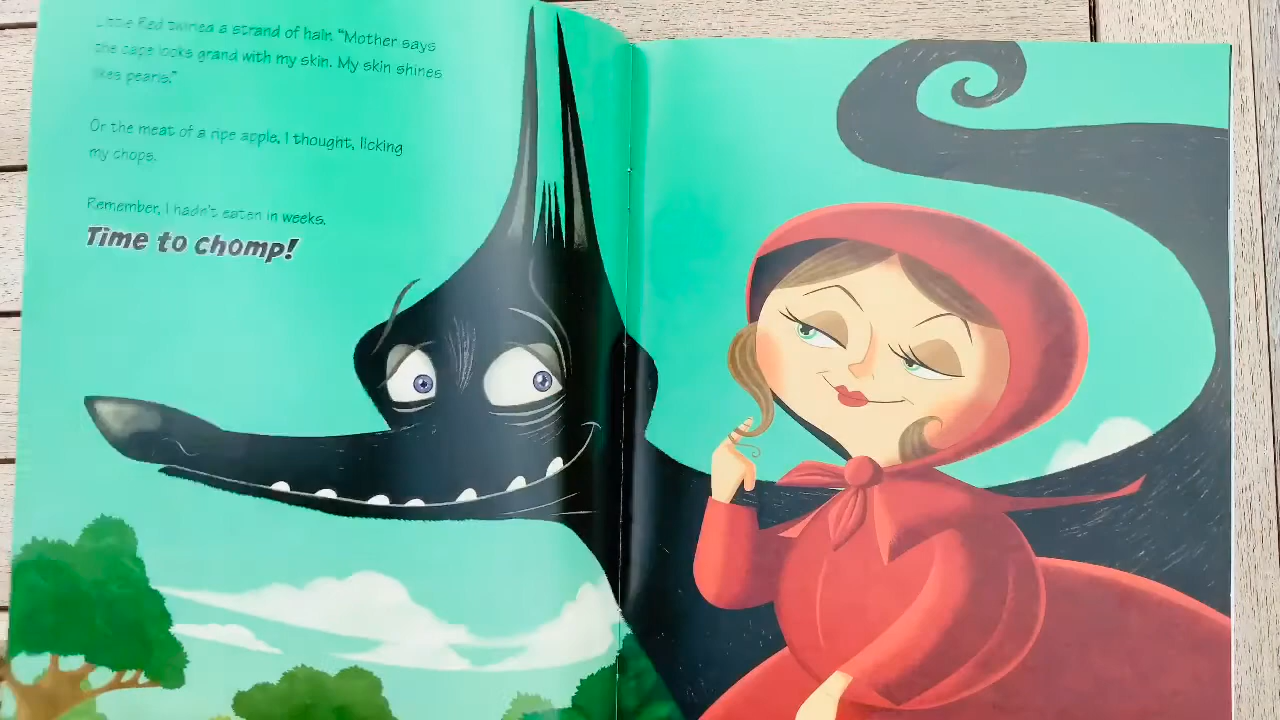 Little Red twirled a strand of hair. "Mother says
the cape looks grand with my skin. My skin shines
likes pearls."
Or the meat of a ripe apple, I thought, licking
my chops.
Remember, I hadn't eaten in weeks.
Time to chomp!